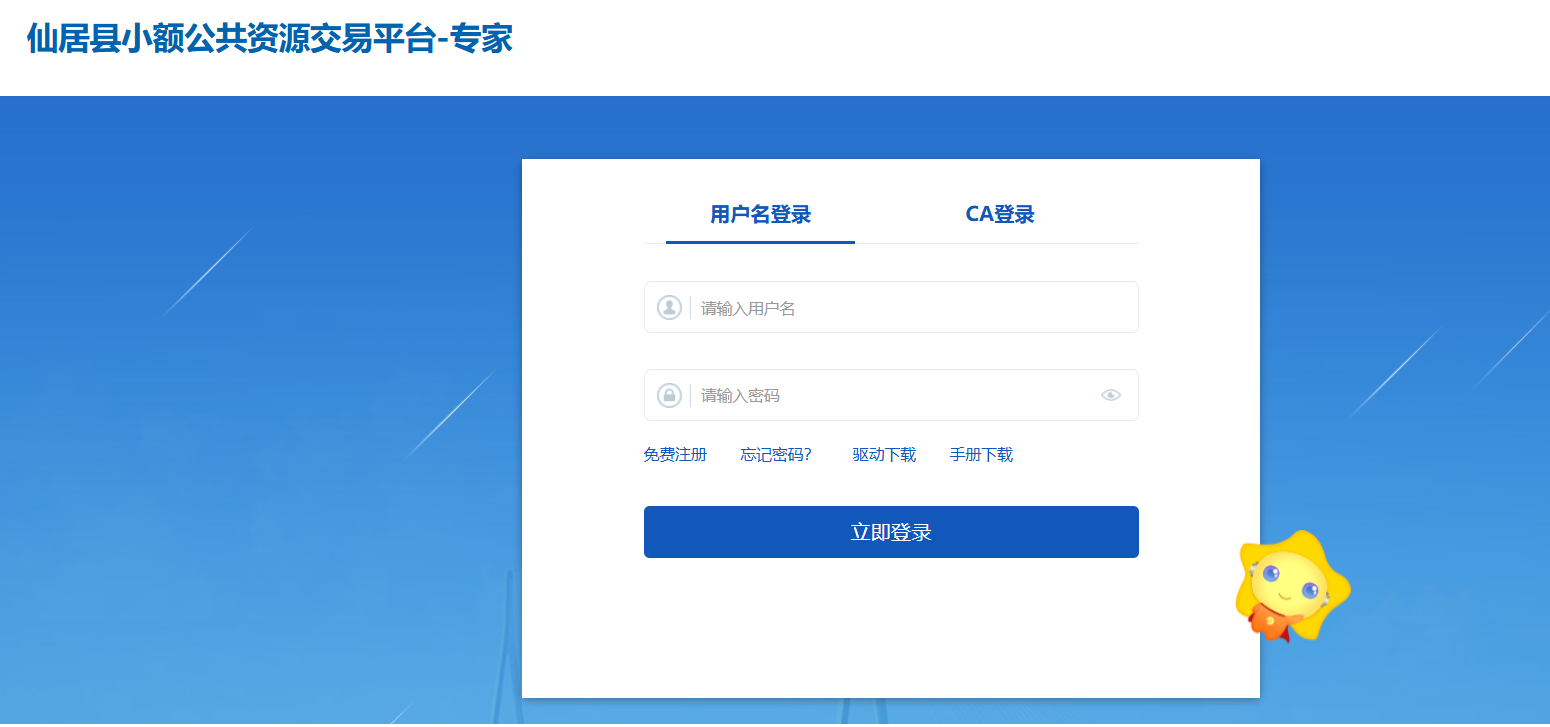 仙居县小额公共资源交易平台-专家
用户名登录 CA登录
请输入用户名
请输入密码
免费注册 忘记密码? 驱动下载 手册下载
立即登录